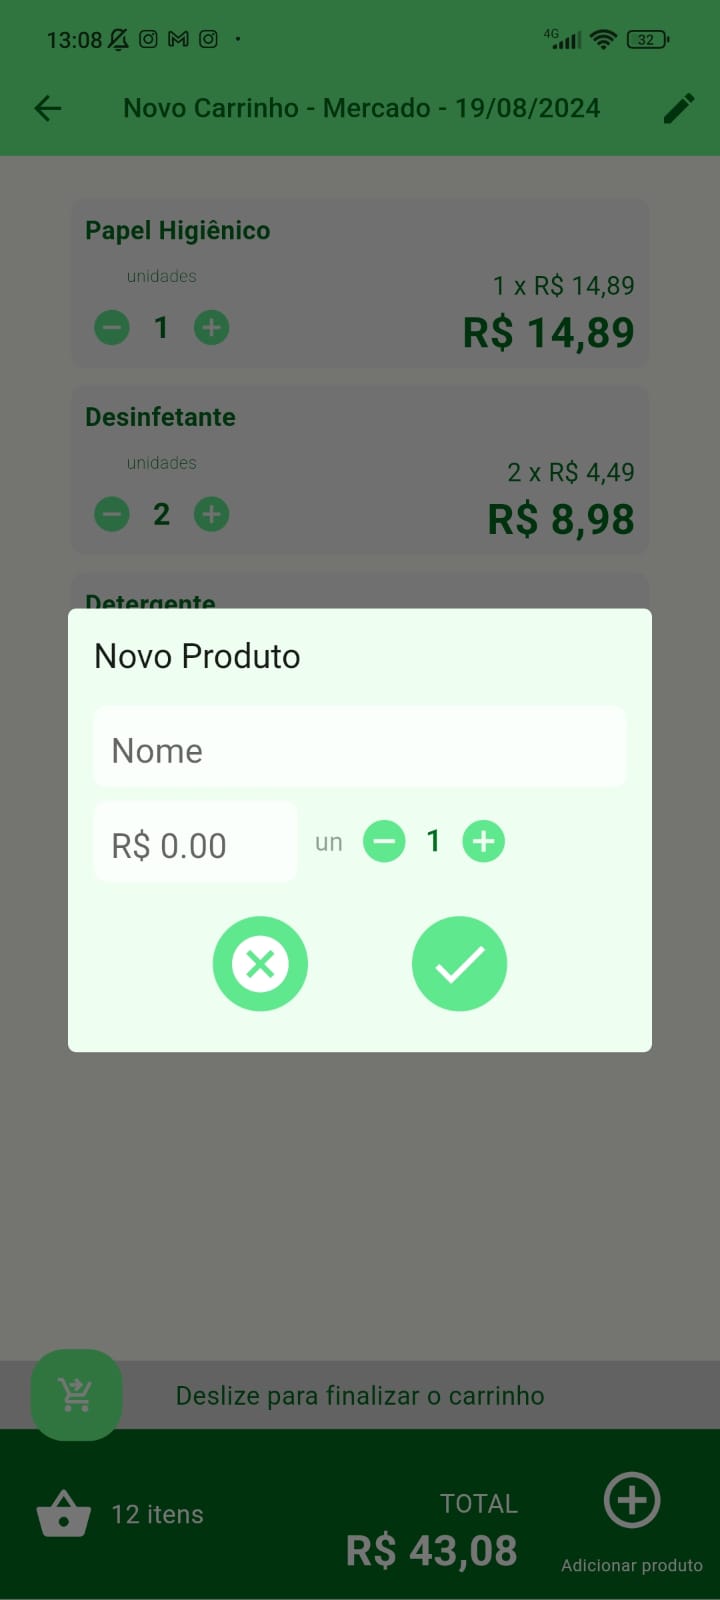 13:08
4G
32
Novo Carrinho - Mercado - 19/08/2024
Papel Higiênico
unidades
1 x R$ 14,89
1
R$ 14,89
Desinfetante
unidades
2 x R$ 4,49
2
R$ 8,98
Detergente
Novo Produto
Nome
R$ 0.00
un
1
Deslize para finalizar o carrinho
12 itens
TOTAL
R$ 43,08
Adicionar produto